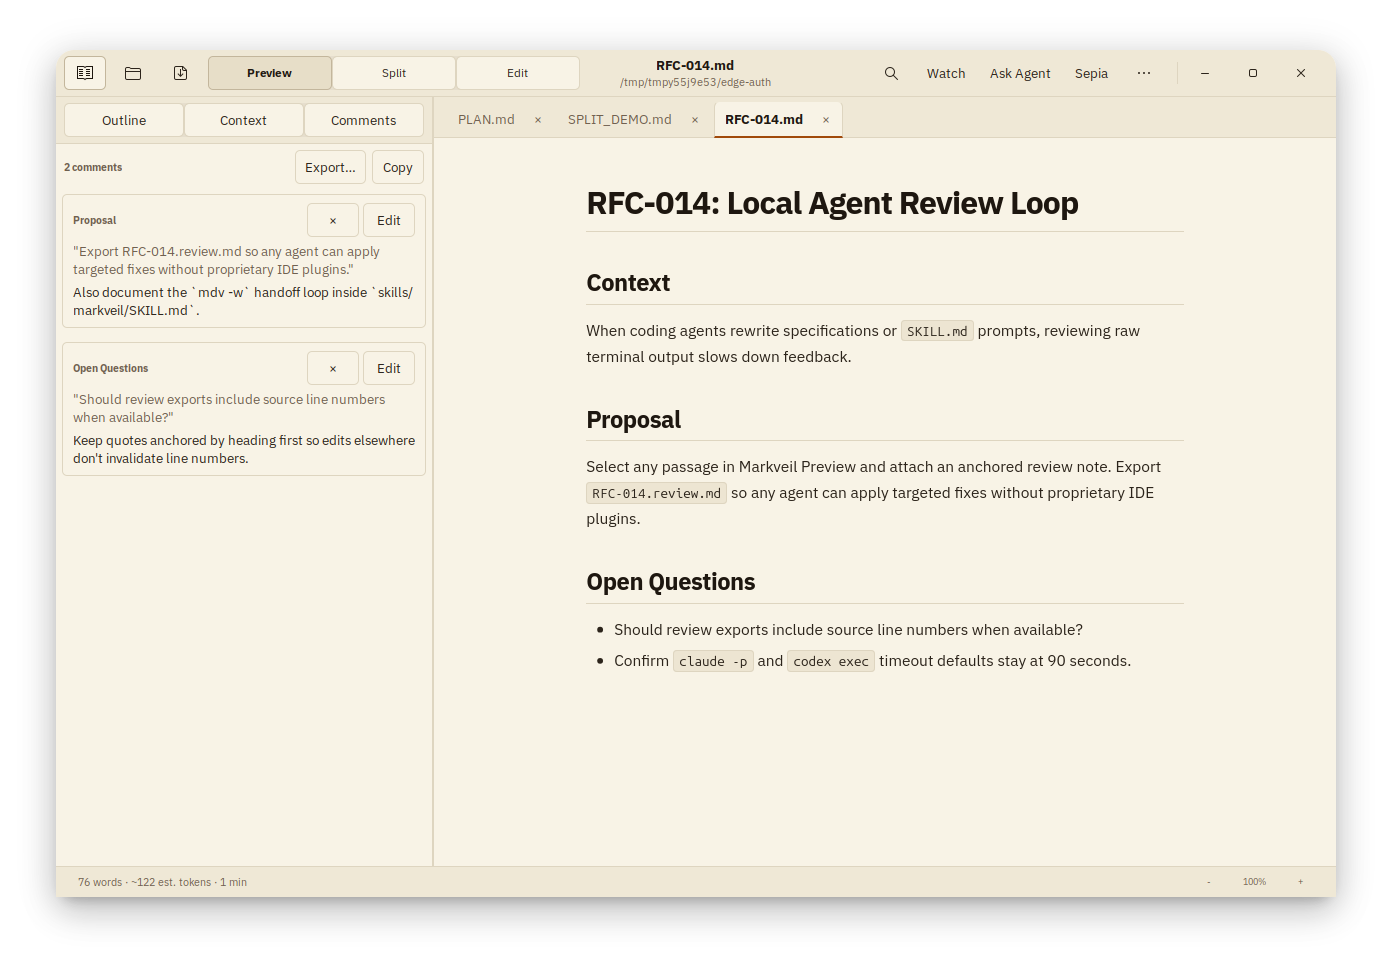 Preview
Split
Edit
RFC-014.md
/tmp/tmpy55j9e53/edge-auth
Watch
Ask Agent
Sepia
Outline
Context
Comments
2 comments
Export...
Copy
Proposal
×
Edit
"Export RFC-014.review.md so any agent can apply
targeted fixes without proprietary IDE plugins."
Also document the `mdv -w` handoff loop inside `skills/
markveil/SKILL.md`.
Open Questions
×
Edit
"Should review exports include source line numbers
when available?"
Keep quotes anchored by heading first so edits elsewhere
don't invalidate line numbers.
PLAN.md ×
SPLIT_DEMO.md ×
RFC-014.md ×
RFC-014: Local Agent Review Loop
Context
When coding agents rewrite specifications or SKILL.md prompts, reviewing raw
terminal output slows down feedback.
Proposal
Select any passage in Markveil Preview and attach an anchored review note. Export
RFC-014.review.md so any agent can apply targeted fixes without proprietary IDE
plugins.
Open Questions
• Should review exports include source line numbers when available?
• Confirm claude -p and codex exec timeout defaults stay at 90 seconds.
76 words · ~122 est. tokens · 1 min
- 100% +